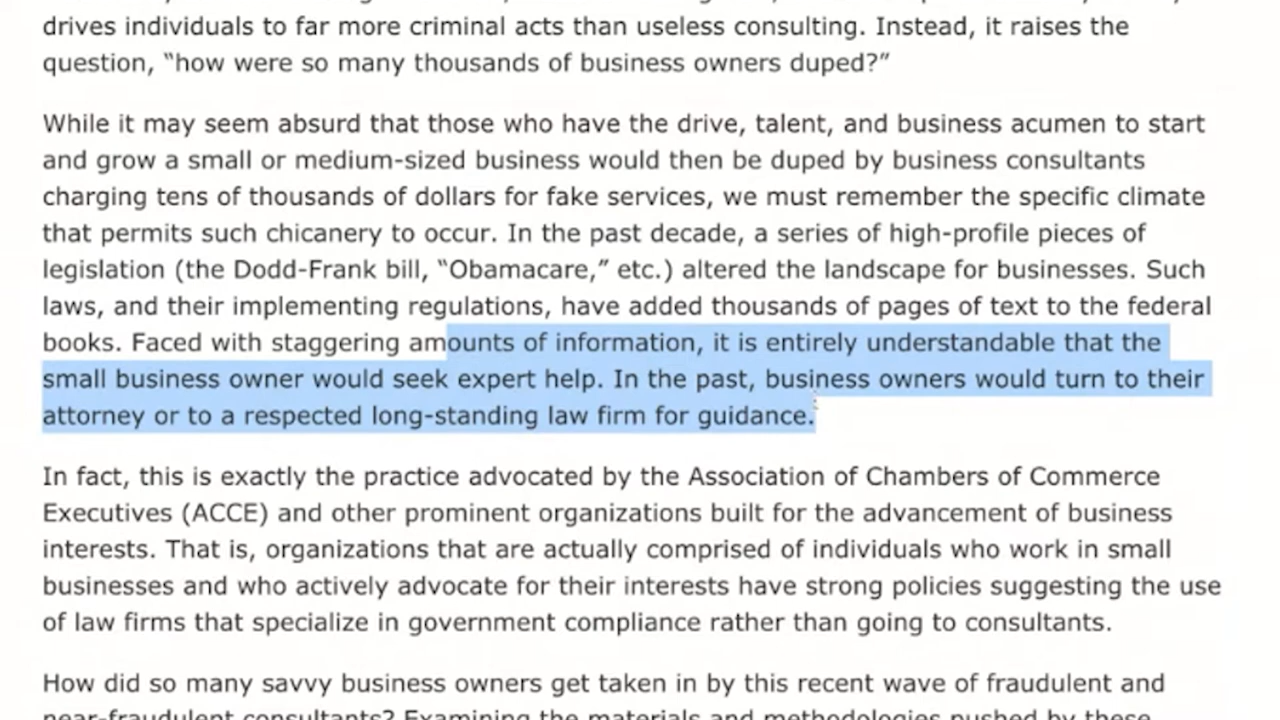 drives individuals to far more criminal acts than useless consulting. Instead, it raises the
question, “how were so many thousands of business owners duped?”
While it may seem absurd that those who have the drive, talent, and business acumen to start
and grow a small or medium-sized business would then be duped by business consultants
charging tens of thousands of dollars for fake services, we must remember the specific climate
that permits such chicanery to occur. In the past decade, a series of high-profile pieces of
legislation (the Dodd-Frank bill, “Obamacare,” etc.) altered the landscape for businesses. Such
laws, and their implementing regulations, have added thousands of pages of text to the federal
books. Faced with staggering amounts of information, it is entirely understandable that the
small business owner would seek expert help. In the past, business owners would turn to their
attorney or to a respected long-standing law firm for guidance.
In fact, this is exactly the practice advocated by the Association of Chambers of Commerce
Executives (ACCE) and other prominent organizations built for the advancement of business
interests. That is, organizations that are actually comprised of individuals who work in small
businesses and who actively advocate for their interests have strong policies suggesting the use
of law firms that specialize in government compliance rather than going to consultants.
How did so many savvy business owners get taken in by this recent wave of fraudulent and
near-fraudulent consultants? Examining the materials and methodologies pushed by these